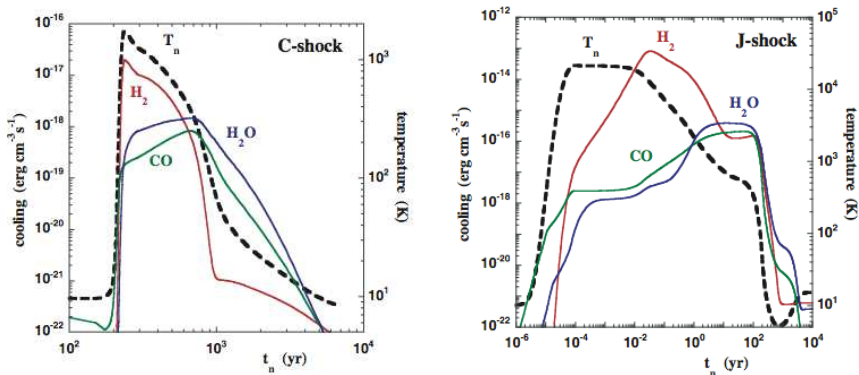 C-shock
T_n
H_2
H_2O
CO
cooling (erg cm^-3 s^-1)
10^-16
10^-17
10^-18
10^-19
10^-20
10^-21
10^-22
temperature (K)
10^3
10^2
10^1
10^2 10^3 10^4
t_n (yr)
J-shock
T_n
H_2
H_2O
CO
cooling (erg cm^-3 s^-1)
10^-12
10^-14
10^-16
10^-18
10^-20
10^-22
temperature (K)
10^5
10^4
10^3
10^2
10^1
10^-6 10^-4 10^-2 10^0 10^2 10^4
t_n (yr)